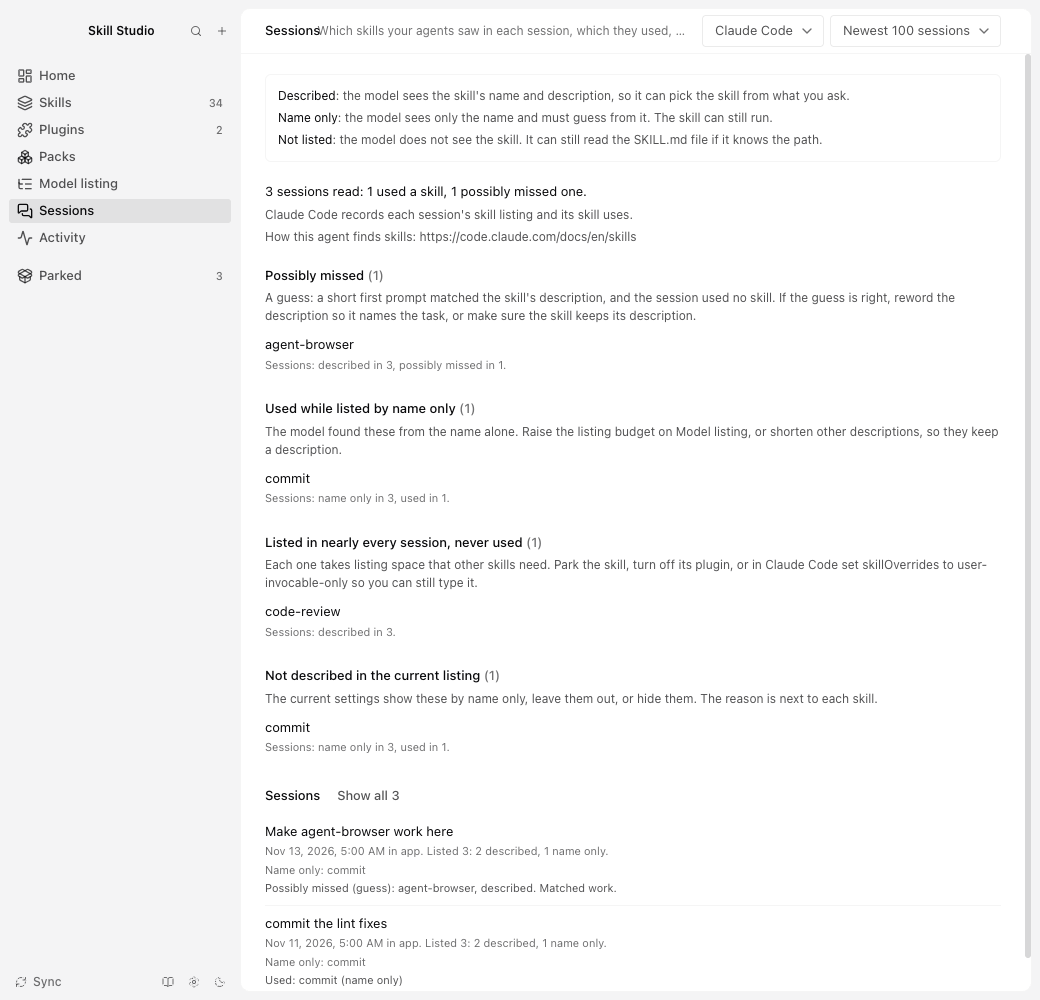 Skill Studio
Home
Skills 34
Plugins 2
Packs
Model listing
Sessions
Activity
Parked 3
Sync
Sessions Which skills your agents saw in each session, which they used, ...
Claude Code
Newest 100 sessions
Described: the model sees the skill's name and description, so it can pick the skill from what you ask.
Name only: the model sees only the name and must guess from it. The skill can still run.
Not listed: the model does not see the skill. It can still read the SKILL.md file if it knows the path.
3 sessions read: 1 used a skill, 1 possibly missed one.
Claude Code records each session's skill listing and its skill uses.
How this agent finds skills: https://code.claude.com/docs/en/skills
Possibly missed (1)
A guess: a short first prompt matched the skill's description, and the session used no skill. If the guess is right, reword the
description so it names the task, or make sure the skill keeps its description.
agent-browser
Sessions: described in 3, possibly missed in 1.
Used while listed by name only (1)
The model found these from the name alone. Raise the listing budget on Model listing, or shorten other descriptions, so they keep
a description.
commit
Sessions: name only in 3, used in 1.
Listed in nearly every session, never used (1)
Each one takes listing space that other skills need. Park the skill, turn off its plugin, or in Claude Code set skillOverrides to user-
invocable-only so you can still type it.
code-review
Sessions: described in 3.
Not described in the current listing (1)
The current settings show these by name only, leave them out, or hide them. The reason is next to each skill.
commit
Sessions: name only in 3, used in 1.
Sessions Show all 3
Make agent-browser work here
Nov 13, 2026, 5:00 AM in app. Listed 3: 2 described, 1 name only.
Name only: commit
Possibly missed (guess): agent-browser, described. Matched work.
commit the lint fixes
Nov 11, 2026, 5:00 AM in app. Listed 3: 2 described, 1 name only.
Name only: commit
Used: commit (name only)